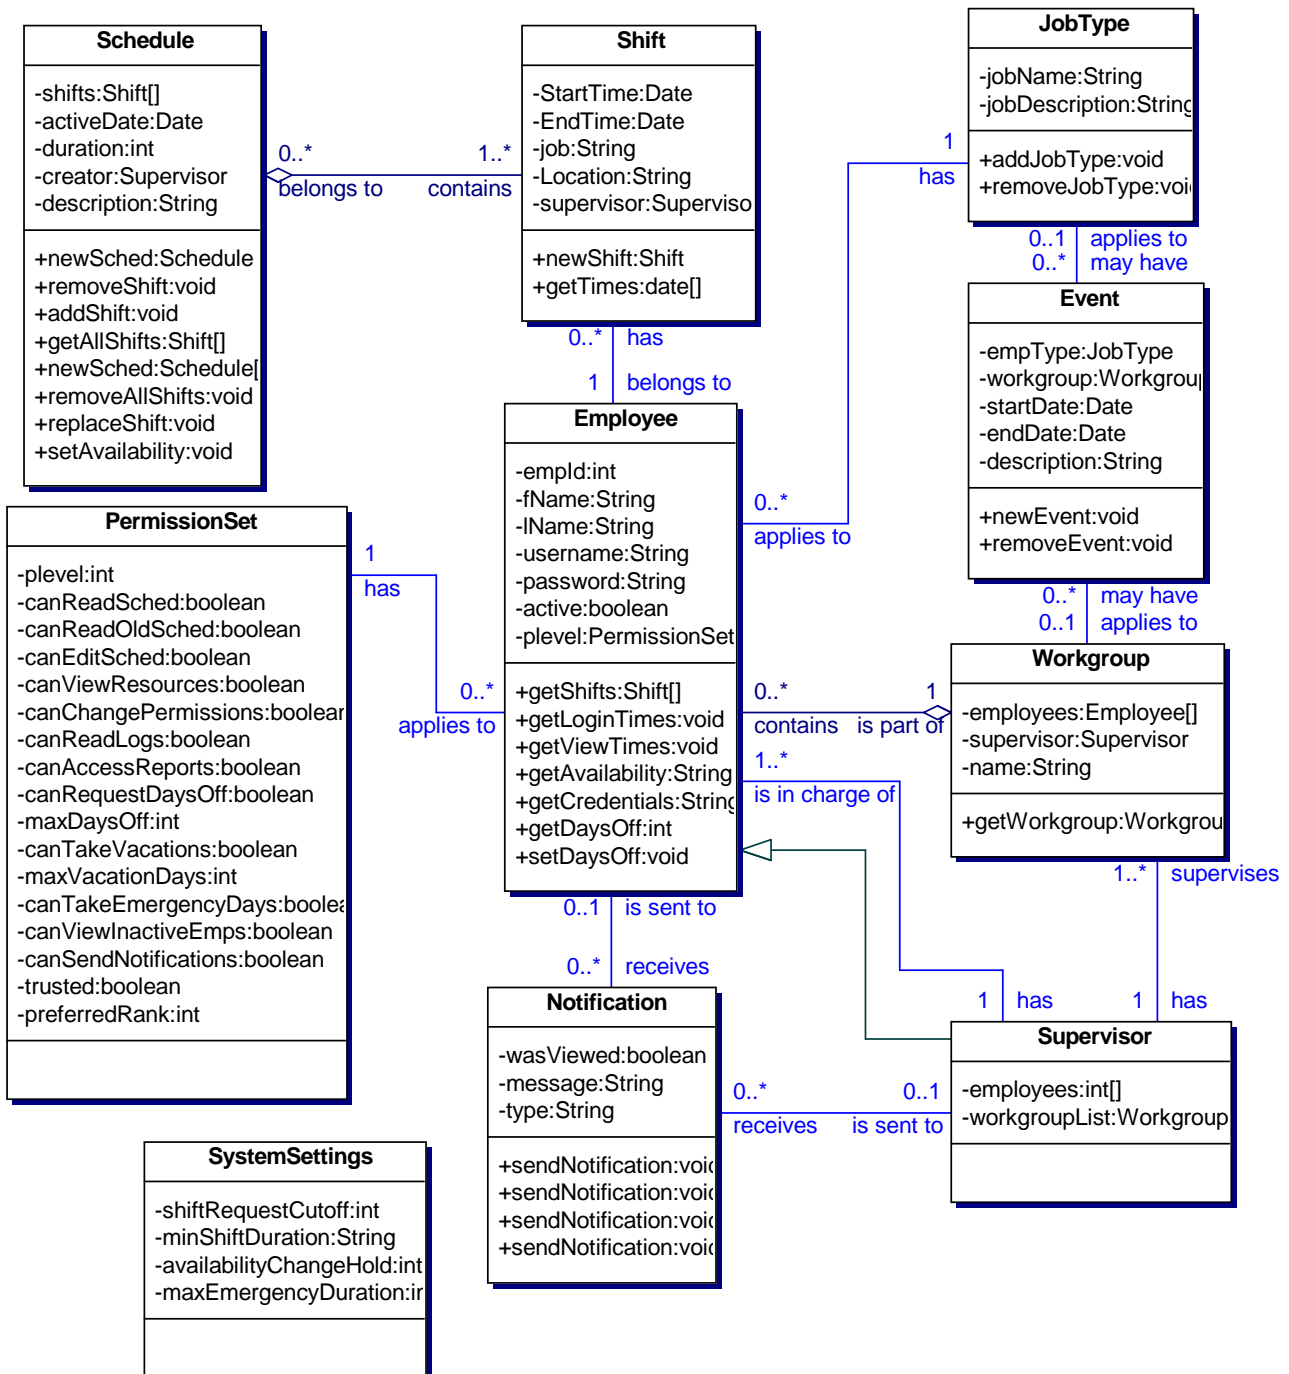 Schedule
-shifts:Shift[]
-activeDate:Date
-duration:int
-creator:Supervisor
-description:String
+newSched:Schedule
+removeShift:void
+addShift:void
+getAllShifts:Shift[]
+newSched:Schedule[
+removeAllShifts:void
+replaceShift:void
+setAvailability:void
0..*
belongs to
1..*
contains
Shift
-StartTime:Date
-EndTime:Date
-job:String
-Location:String
-supervisor:Superviso
+newShift:Shift
+getTimes:date[]
0..* has
1 belongs to
JobType
-jobName:String
-jobDescription:String
+addJobType:void
+removeJobType:voi
1
has
0..1 applies to
0..* may have
Event
-empType:JobType
-workgroup:Workgrou
-startDate:Date
-endDate:Date
-description:String
+newEvent:void
+removeEvent:void
0..* may have
0..1 applies to
PermissionSet
-plevel:int
-canReadSched:boolean
-canReadOldSched:boolean
-canEditSched:boolean
-canViewResources:boolean
-canChangePermissions:boolear
-canReadLogs:boolean
-canAccessReports:boolean
-canRequestDaysOff:boolean
-maxDaysOff:int
-canTakeVacations:boolean
-maxVacationDays:int
-canTakeEmergencyDays:boolea
-canViewInactiveEmps:boolean
-canSendNotifications:boolean
-trusted:boolean
-preferredRank:int
1
has
0..*
applies to
Employee
-empId:int
-fName:String
-lName:String
-username:String
-password:String
-active:boolean
-plevel:PermissionSet
+getShifts:Shift[]
+getLoginTimes:void
+getViewTimes:void
+getAvailability:String
+getCredentials:String
+getDaysOff:int
+setDaysOff:void
0..*
applies to
0..*
contains
1
is part of
1..*
is in charge of
Workgroup
-employees:Employee[]
-supervisor:Supervisor
-name:String
+getWorkgroup:Workgrou
1..* supervises
0..1 is sent to
0..* receives
1 has
1 has
Notification
-wasViewed:boolean
-message:String
-type:String
+sendNotification:voic
+sendNotification:voic
+sendNotification:voic
+sendNotification:voic
0..*
receives
0..1
is sent to
Supervisor
-employees:int[]
-workgroupList:Workgroup
SystemSettings
-shiftRequestCutoff:int
-minShiftDuration:String
-availabilityChangeHold:int
-maxEmergencyDuration:ir